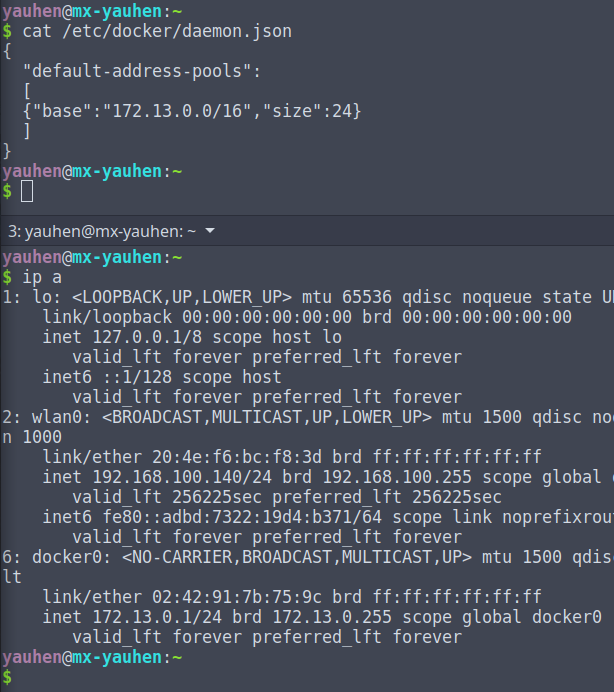 yauhen@mx-yauhen:~
$ cat /etc/docker/daemon.json
{
  "default-address-pools":
  [
  {"base":"172.13.0.0/16","size":24}
  ]
}
yauhen@mx-yauhen:~
$
3: yauhen@mx-yauhen: ~
yauhen@mx-yauhen:~
$ ip a
1: lo: <LOOPBACK,UP,LOWER_UP> mtu 65536 qdisc noqueue state U
    link/loopback 00:00:00:00:00:00 brd 00:00:00:00:00:00
    inet 127.0.0.1/8 scope host lo
       valid_lft forever preferred_lft forever
    inet6 ::1/128 scope host
       valid_lft forever preferred_lft forever
2: wlan0: <BROADCAST,MULTICAST,UP,LOWER_UP> mtu 1500 qdisc no
n 1000
    link/ether 20:4e:f6:bc:f8:3d brd ff:ff:ff:ff:ff:ff
    inet 192.168.100.140/24 brd 192.168.100.255 scope global
       valid_lft 256225sec preferred_lft 256225sec
    inet6 fe80::adbd:7322:19d4:b371/64 scope link noprefixrou
       valid_lft forever preferred_lft forever
6: docker0: <NO-CARRIER,BROADCAST,MULTICAST,UP> mtu 1500 qdis
lt
    link/ether 02:42:91:7b:75:9c brd ff:ff:ff:ff:ff:ff
    inet 172.13.0.1/24 brd 172.13.0.255 scope global docker0
       valid_lft forever preferred_lft forever
yauhen@mx-yauhen:~
$